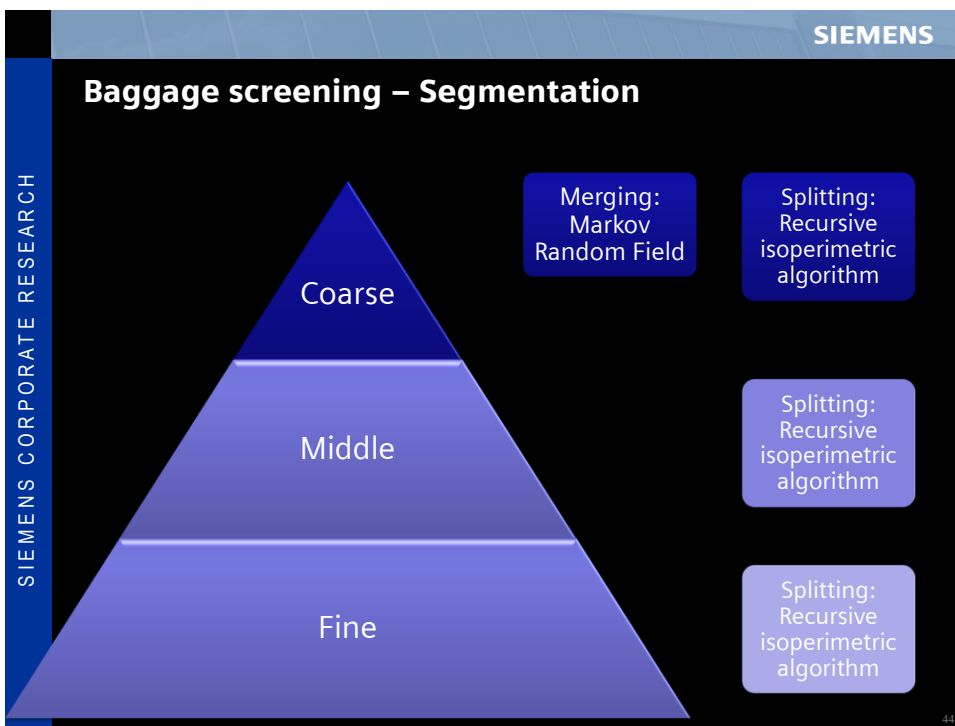 SIEMENS
Baggage screening – Segmentation
SIEMENS CORPORATE RESEARCH
Coarse
Middle
Fine
Merging:
Markov
Random Field
Splitting:
Recursive
isoperimetric
algorithm
Splitting:
Recursive
isoperimetric
algorithm
Splitting:
Recursive
isoperimetric
algorithm
44